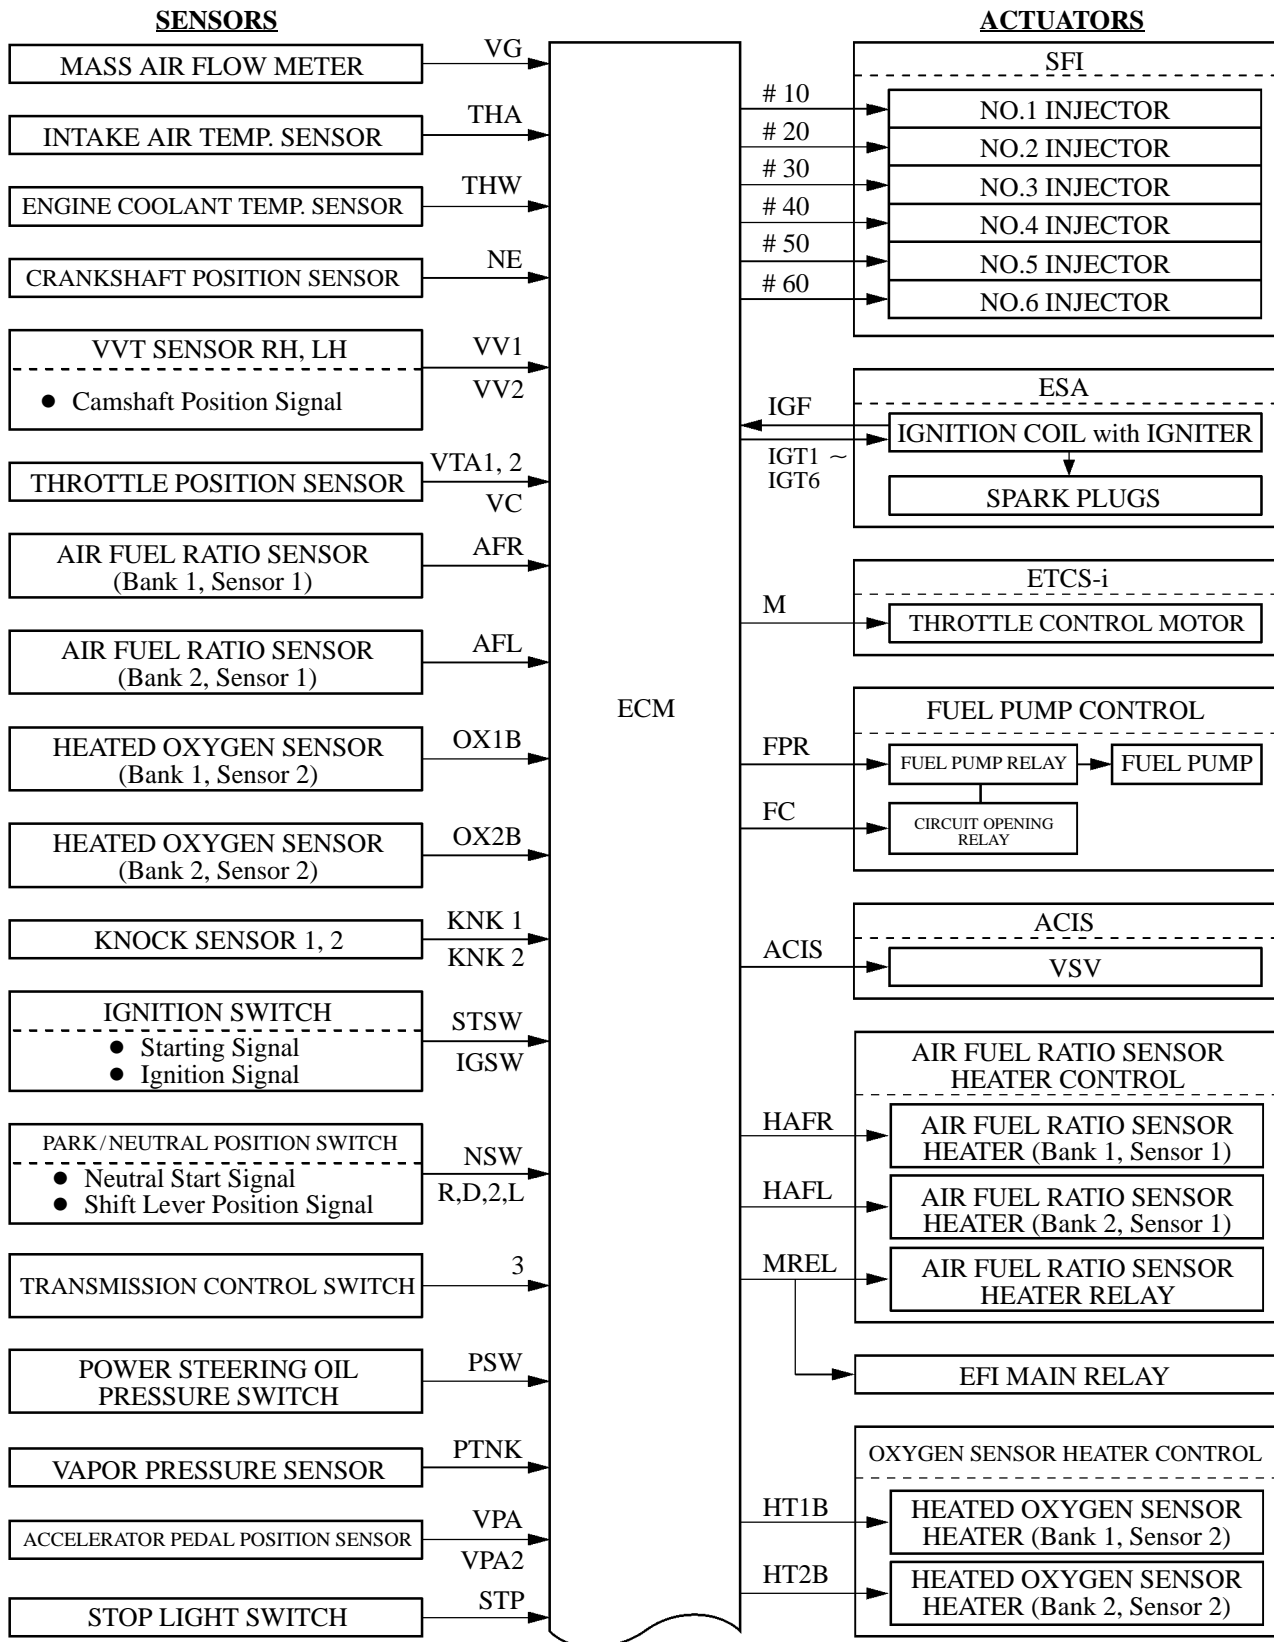 SENSORS
MASS AIR FLOW METER
VG
INTAKE AIR TEMP. SENSOR
THA
ENGINE COOLANT TEMP. SENSOR
THW
CRANKSHAFT POSITION SENSOR
NE
VVT SENSOR RH, LH
● Camshaft Position Signal
VV1
VV2
THROTTLE POSITION SENSOR
VTA1, 2
VC
AIR FUEL RATIO SENSOR
(Bank 1, Sensor 1)
AFR
AIR FUEL RATIO SENSOR
(Bank 2, Sensor 1)
AFL
HEATED OXYGEN SENSOR
(Bank 1, Sensor 2)
OX1B
HEATED OXYGEN SENSOR
(Bank 2, Sensor 2)
OX2B
KNOCK SENSOR 1, 2
KNK 1
KNK 2
IGNITION SWITCH
● Starting Signal
● Ignition Signal
STSW
IGSW
PARK/NEUTRAL POSITION SWITCH
● Neutral Start Signal
● Shift Lever Position Signal
NSW
R,D,2,L
TRANSMISSION CONTROL SWITCH
3
POWER STEERING OIL
PRESSURE SWITCH
PSW
VAPOR PRESSURE SENSOR
PTNK
ACCELERATOR PEDAL POSITION SENSOR
VPA
VPA2
STOP LIGHT SWITCH
STP
ECM
ACTUATORS
SFI
# 10
NO.1 INJECTOR
# 20
NO.2 INJECTOR
# 30
NO.3 INJECTOR
# 40
NO.4 INJECTOR
# 50
NO.5 INJECTOR
# 60
NO.6 INJECTOR
ESA
IGF
IGNITION COIL with IGNITER
IGT1 ~
IGT6
SPARK PLUGS
ETCS-i
M
THROTTLE CONTROL MOTOR
FUEL PUMP CONTROL
FPR
FUEL PUMP RELAY
FUEL PUMP
FC
CIRCUIT OPENING
RELAY
ACIS
ACIS
VSV
AIR FUEL RATIO SENSOR
HEATER CONTROL
HAFR
AIR FUEL RATIO SENSOR
HEATER (Bank 1, Sensor 1)
HAFL
AIR FUEL RATIO SENSOR
HEATER (Bank 2, Sensor 1)
MREL
AIR FUEL RATIO SENSOR
HEATER RELAY
EFI MAIN RELAY
OXYGEN SENSOR HEATER CONTROL
HT1B
HEATED OXYGEN SENSOR
HEATER (Bank 1, Sensor 2)
HT2B
HEATED OXYGEN SENSOR
HEATER (Bank 2, Sensor 2)